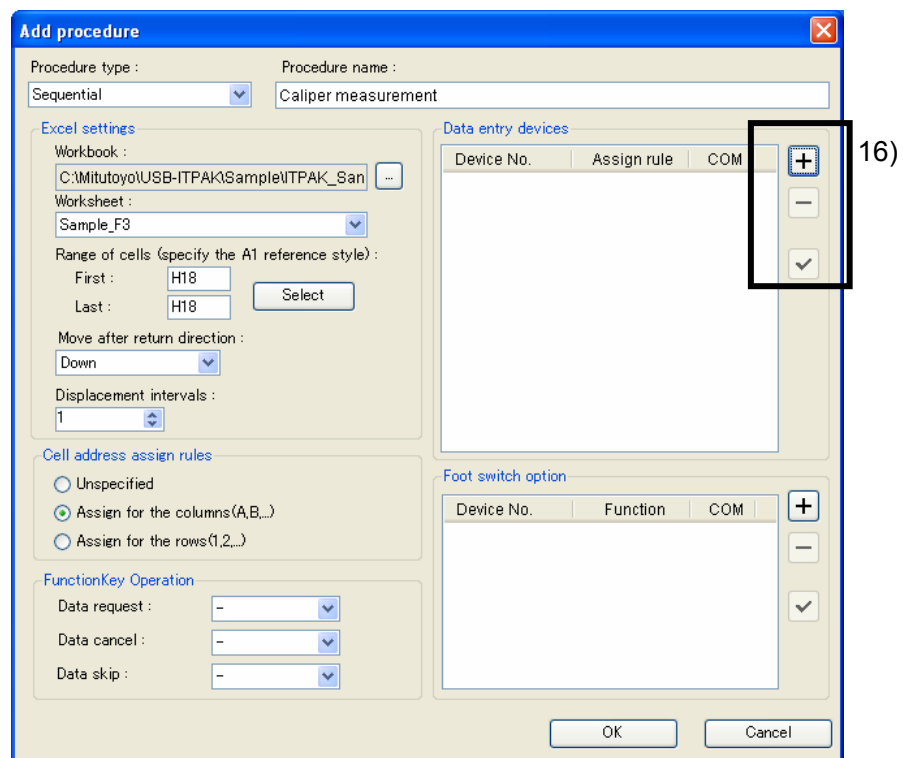 Add procedure
Procedure type :
Procedure name :
Sequential
Caliper measurement
Excel settings
Workbook :
C:\Mitutoyo\USB-ITPAK\Sample\ITPAK_San
...
Worksheet :
Sample_F3
Range of cells (specify the A1 reference style) :
First :
H18
Last :
H18
Select
Move after return direction :
Down
Displacement intervals :
1
Cell address assign rules
Unspecified
Assign for the columns(A,B,...)
Assign for the rows(1,2,...)
FunctionKey Operation
Data request :
-
Data cancel :
-
Data skip :
-
Data entry devices
Device No. Assign rule COM
16)
Foot switch option
Device No. Function COM
OK
Cancel